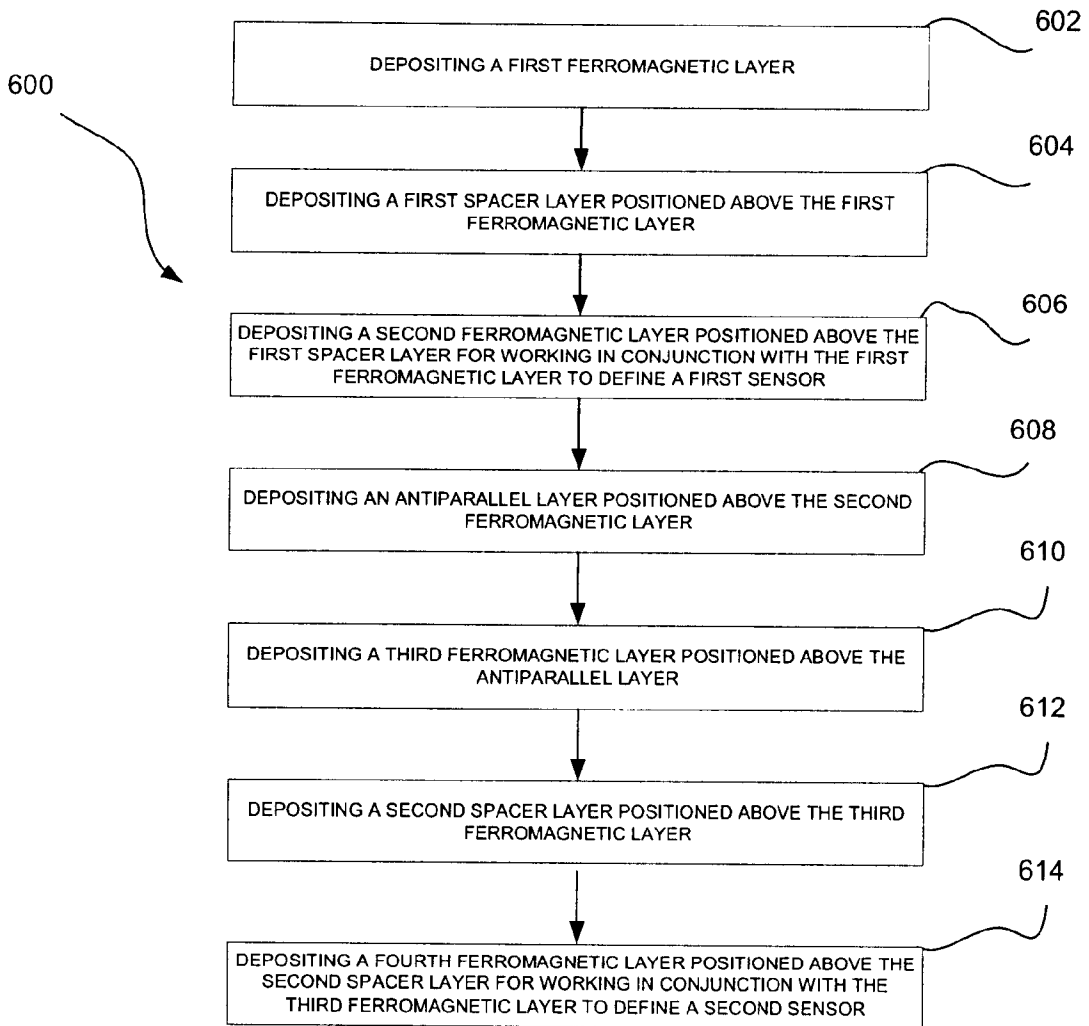 602
DEPOSITING A FIRST FERROMAGNETIC LAYER
600
604
DEPOSITING A FIRST SPACER LAYER POSITIONED ABOVE THE FIRST
FERROMAGNETIC LAYER
606
DEPOSITING A SECOND FERROMAGNETIC LAYER POSITIONED ABOVE THE
FIRST SPACER LAYER FOR WORKING IN CONJUNCTION WITH THE FIRST
FERROMAGNETIC LAYER TO DEFINE A FIRST SENSOR
608
DEPOSITING AN ANTIPARALLEL LAYER POSITIONED ABOVE THE SECOND
FERROMAGNETIC LAYER
610
DEPOSITING A THIRD FERROMAGNETIC LAYER POSITIONED ABOVE THE
ANTIPARALLEL LAYER
612
DEPOSITING A SECOND SPACER LAYER POSITIONED ABOVE THE THIRD
FERROMAGNETIC LAYER
614
DEPOSITING A FOURTH FERROMAGNETIC LAYER POSITIONED ABOVE THE
SECOND SPACER LAYER FOR WORKING IN CONJUNCTION WITH THE
THIRD FERROMAGNETIC LAYER TO DEFINE A SECOND SENSOR